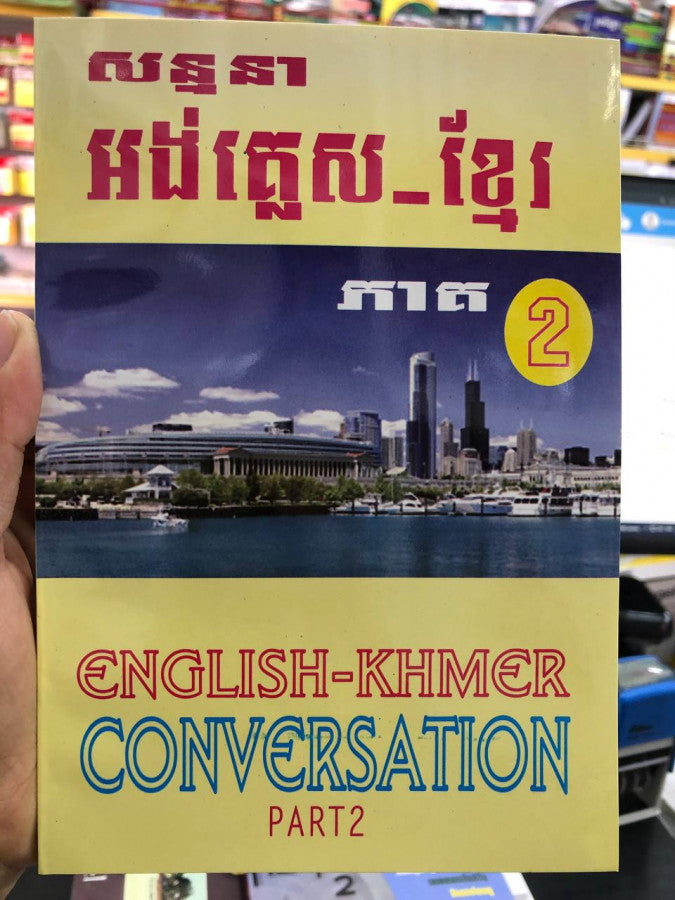 សន្ទនា
អង់គ្លេស-ខ្មែរ
ភាគ 2
ENGLISH-KHMER
CONVERSATION
PART2
2